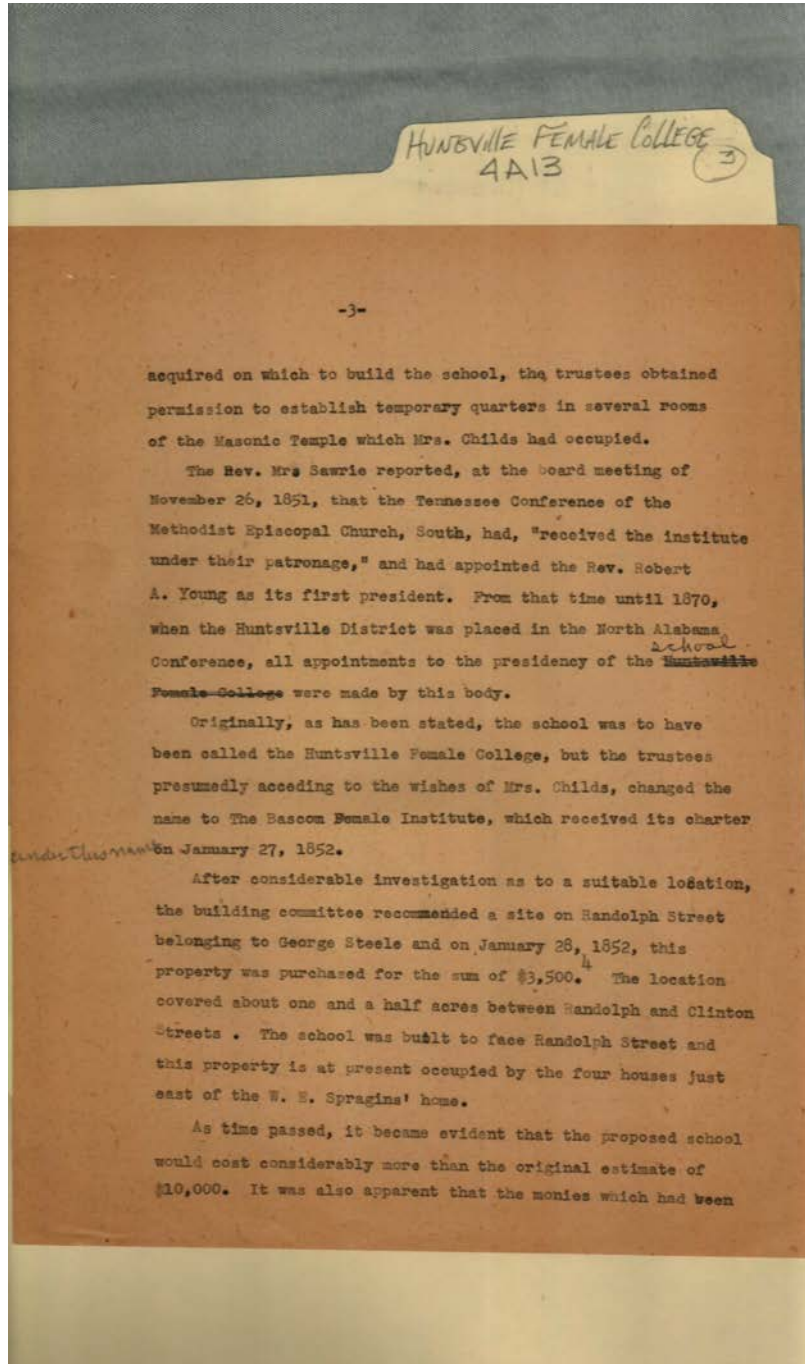 HUNSVILLE FEMALE COLLEGE
4A13
3
-3-
acquired on which to build the school, the trustees obtained
permission to establish temporary quarters in several rooms
of the Masonic Temple which Mrs. Childs had occupied.
The Rev. Mrs Sawrie reported, at the board meeting of
November 26, 1851, that the Tennessee Conference of the
Methodist Episcopal Church, South, had, "received the institute
under their patronage," and had appointed the Rev. Robert
A. Young as its first president. From that time until 1870,
when the Huntsville District was placed in the North Alabama
school
Conference, all appointments to the presidency of the Huntsville
Female College were made by this body.
Originally, as has been stated, the school was to have
been called the Huntsville Female College, but the trustees
presumedly acceding to the wishes of Mrs. Childs, changed the
name to The Bascom Female Institute, which received its charter
under this name on January 27, 1852.
After considerable investigation as to a suitable location,
the building committee recommended a site on Randolph Street
belonging to George Steele and on January 28, 1852, this
property was purchased for the sum of $3,500.4 The location
covered about one and a half acres between Randolph and Clinton
Streets . The school was built to face Randolph Street and
this property is at present occupied by the four houses just
east of the W. E. Spragins' home.
As time passed, it became evident that the proposed school
would cost considerably more than the original estimate of
$10,000. It was also apparent that the monies which had been